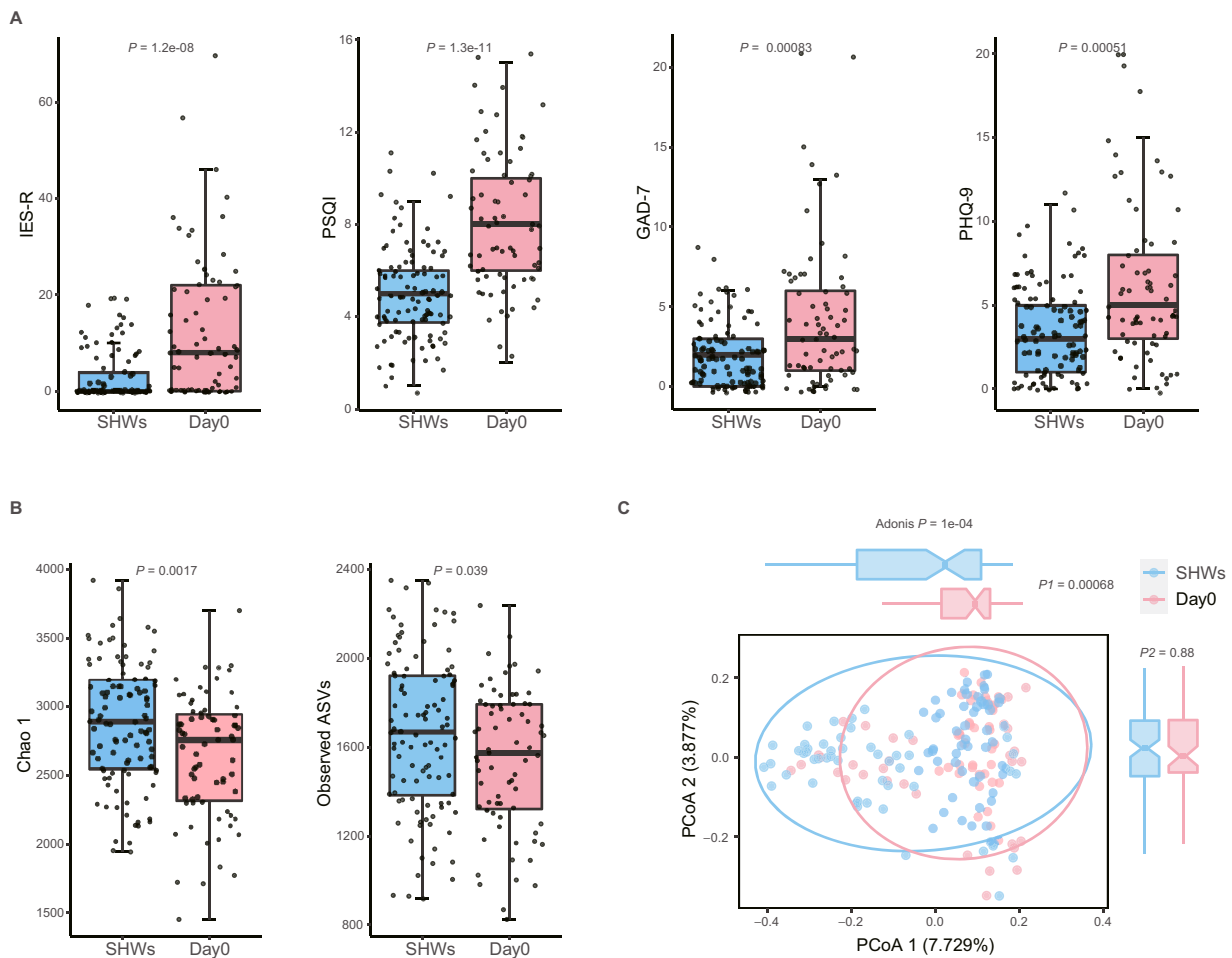 A
P = 1.2e-08
60
40
20
0
IES-R
SHWs
Day0
P = 1.3e-11
16
12
8
4
0
PSQI
SHWs
Day0
P = 0.00083
20
15
10
5
0
GAD-7
SHWs
Day0
P = 0.00051
20
15
10
5
0
PHQ-9
SHWs
Day0
B
P = 0.0017
4000
3500
3000
2500
2000
1500
Chao 1
SHWs
Day0
P = 0.039
2400
2000
1600
1200
800
Observed ASVs
SHWs
Day0
C
Adonis P = 1e-04
P1 = 0.00068
SHWs
Day0
P2 = 0.88
0.2
0.0
−0.2
PCoA 2 (3.877%)
−0.4
−0.2
0.0
0.2
0.4
PCoA 1 (7.729%)